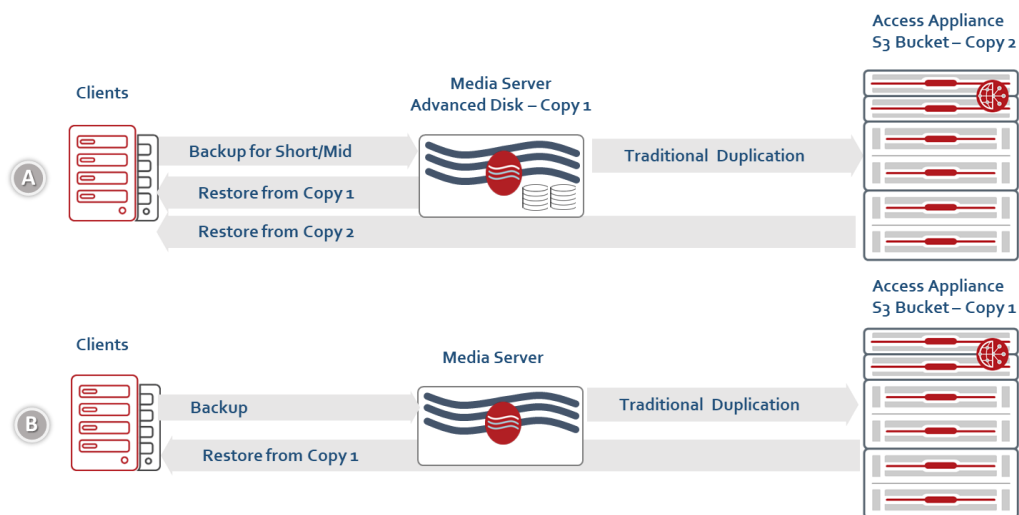 Access Appliance
S3 Bucket – Copy 2
Clients
Media Server
Advanced Disk – Copy 1
A
Backup for Short/Mid
Traditional Duplication
Restore from Copy 1
Restore from Copy 2
Access Appliance
S3 Bucket – Copy 1
Clients
Media Server
B
Backup
Traditional Duplication
Restore from Copy 1